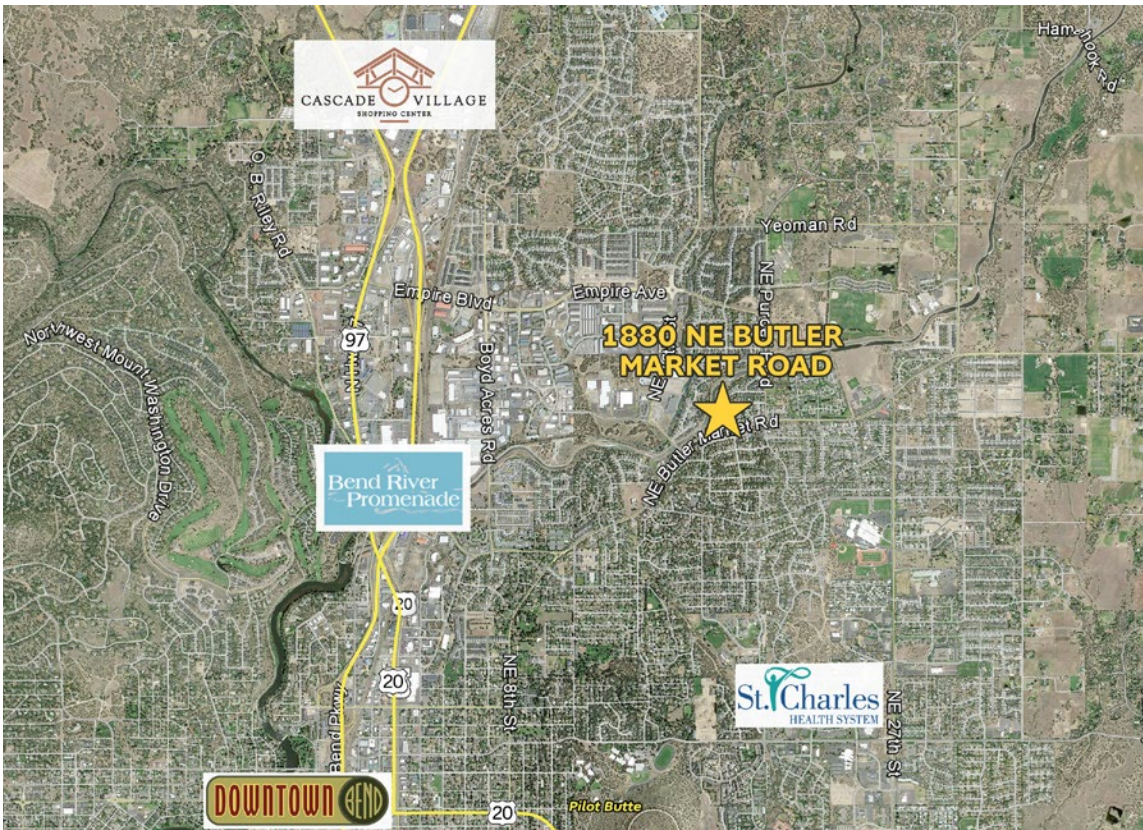 Hamehook Rd
CASCADE VILLAGE
SHOPPING CENTER
O. B. Riley Rd
Yeoman Rd
Empire Blvd
Empire Ave
97
1880 NE BUTLER
MARKET ROAD
Northwest Mount Washington Drive
Boyd Acres Rd
NE Butler Market Rd
Bend River
Promenade
20
20
NE 8th St
St. Charles
HEALTH SYSTEM
NE 27th St
Bend Pkwy
DOWNTOWN BEND
20
Pilot Butte